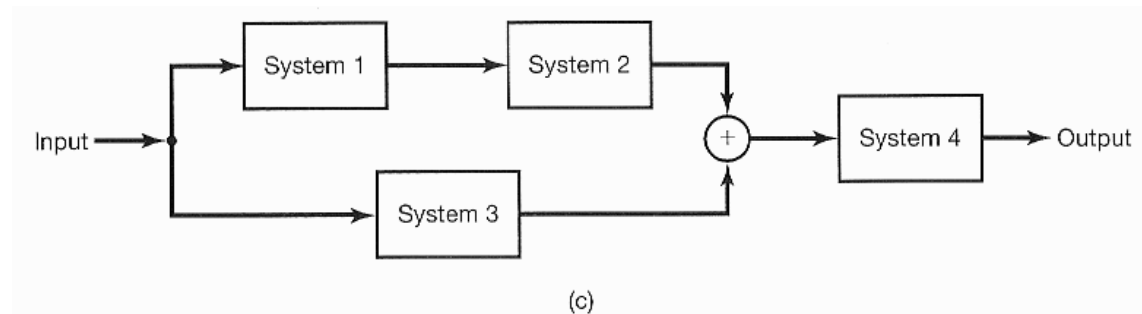 System 1
System 2
Input
+
System 4
Output
System 3
(c)